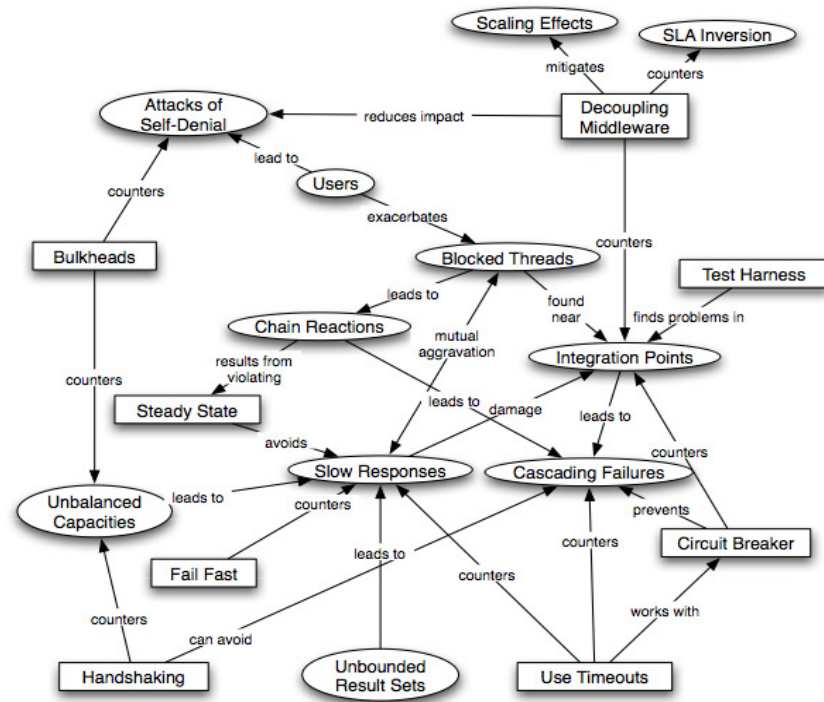 Scaling Effects
SLA Inversion
mitigates
counters
Attacks of
Self-Denial
reduces impact
Decoupling
Middleware
lead to
Users
counters
exacerbates
Bulkheads
counters
Blocked Threads
Test Harness
leads to
found
near
finds problems in
Chain Reactions
mutual
aggravation
Integration Points
results from
violating
counters
leads to
damage
leads to
Steady State
avoids
counters
Slow Responses
Cascading Failures
Unbalanced
Capacities
leads to
counters
prevents
Circuit Breaker
Fail Fast
leads to
counters
counters
works with
counters
can avoid
Handshaking
Unbounded
Result Sets
Use Timeouts